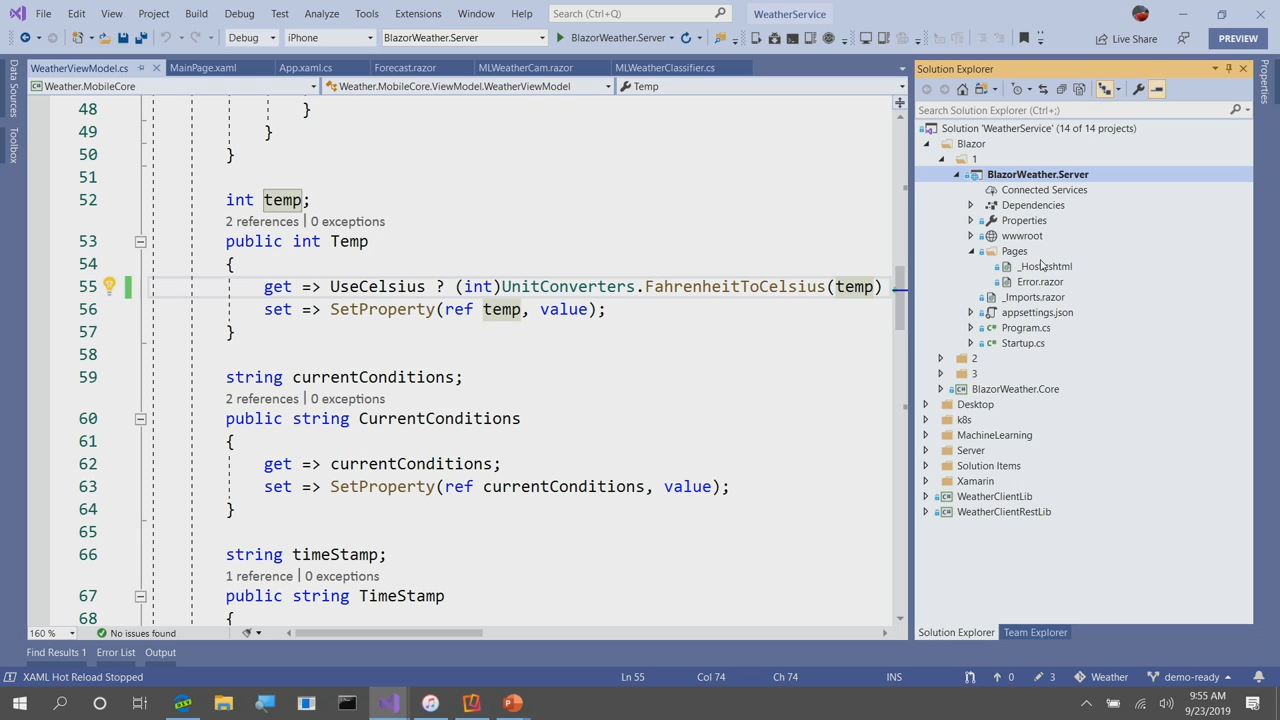 File Edit View Project Build Debug Test Analyze Tools Extensions Window Help Search (Ctrl+Q) WeatherService
Debug iPhone BlazorWeather.Server BlazorWeather.Server Live Share PREVIEW
WeatherViewModel.cs MainPage.xaml App.xaml.cs Forecast.razor MLWeatherCam.razor MLWeatherClassifier.cs
Weather.MobileCore Weather.MobileCore.ViewModel.WeatherViewModel Temp
Data Sources
Toolbox
48 }
49 }
50 }
51
52 int temp;
2 references | 0 exceptions
53 public int Temp
54 {
55 get => UseCelsius ? (int)UnitConverters.FahrenheitToCelsius(temp)
56 set => SetProperty(ref temp, value);
57 }
58
59 string currentConditions;
2 references | 0 exceptions
60 public string CurrentConditions
61 {
62 get => currentConditions;
63 set => SetProperty(ref currentConditions, value);
64 }
65
66 string timeStamp;
1 reference | 0 exceptions
67 public string TimeStamp
68 {
160 % No issues found
Solution Explorer
Search Solution Explorer (Ctrl+;)
Solution 'WeatherService' (14 of 14 projects)
Blazor
1
BlazorWeather.Server
Connected Services
Dependencies
Properties
wwwroot
Pages
_Host.cshtml
Error.razor
_Imports.razor
appsettings.json
Program.cs
Startup.cs
2
3
BlazorWeather.Core
Desktop
k8s
MachineLearning
Server
Solution Items
Xamarin
WeatherClientLib
WeatherClientRestLib
Solution Explorer Team Explorer
Properties
Find Results 1 Error List Output
XAML Hot Reload Stopped Ln 55 Col 74 Ch 74 INS 0 3 Weather demo-ready
9:55 AM
9/23/2019